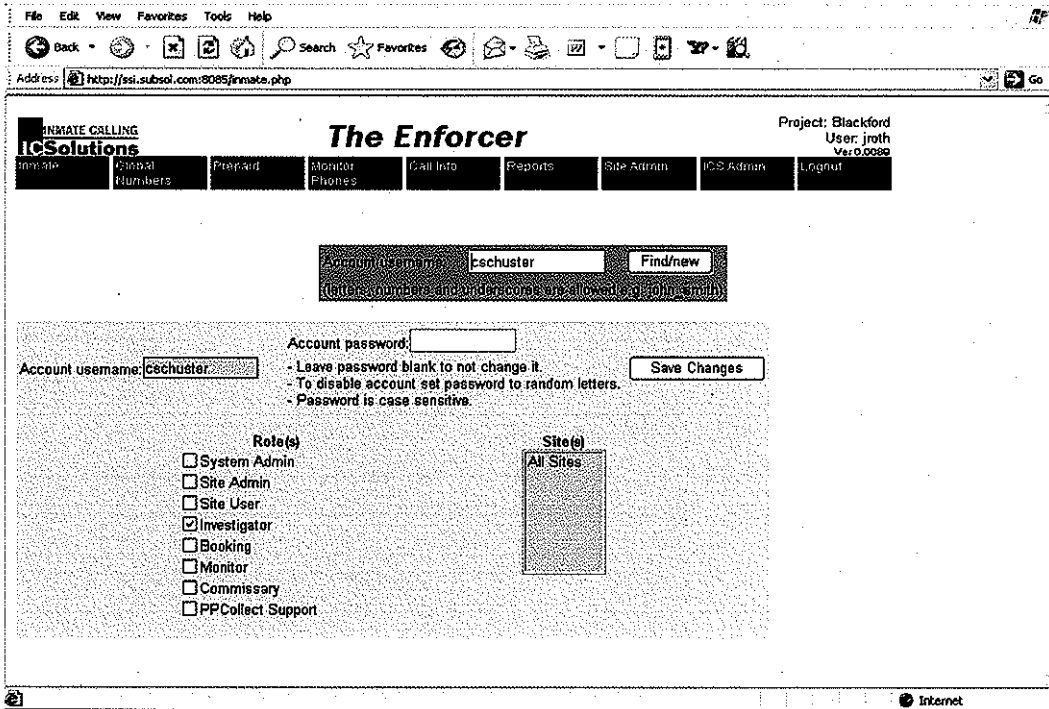 File Edit View Favorites Tools Help
Back Search Favorites
Address http://ssi.subsol.com:8085/inmate.php Go
INMATE CALLING
ICSolutions
The Enforcer
Project: Blackford
User: jroth
Ver 0.0089
Inmate Global Numbers Prepaid Monitor Phones Call Info Reports Site Admin ICS Admin Logout
Account username: cschuster Find/new
(letters, numbers and underscores are allowed e.g. john_smith)
Account password:
Account username: cschuster
- Leave password blank to not change it.
- To disable account set password to random letters.
- Password is case sensitive.
Save Changes
Role(s) Site(s)
System Admin All Sites
Site Admin
Site User
Investigator
Booking
Monitor
Commissary
PPCollect Support
Internet